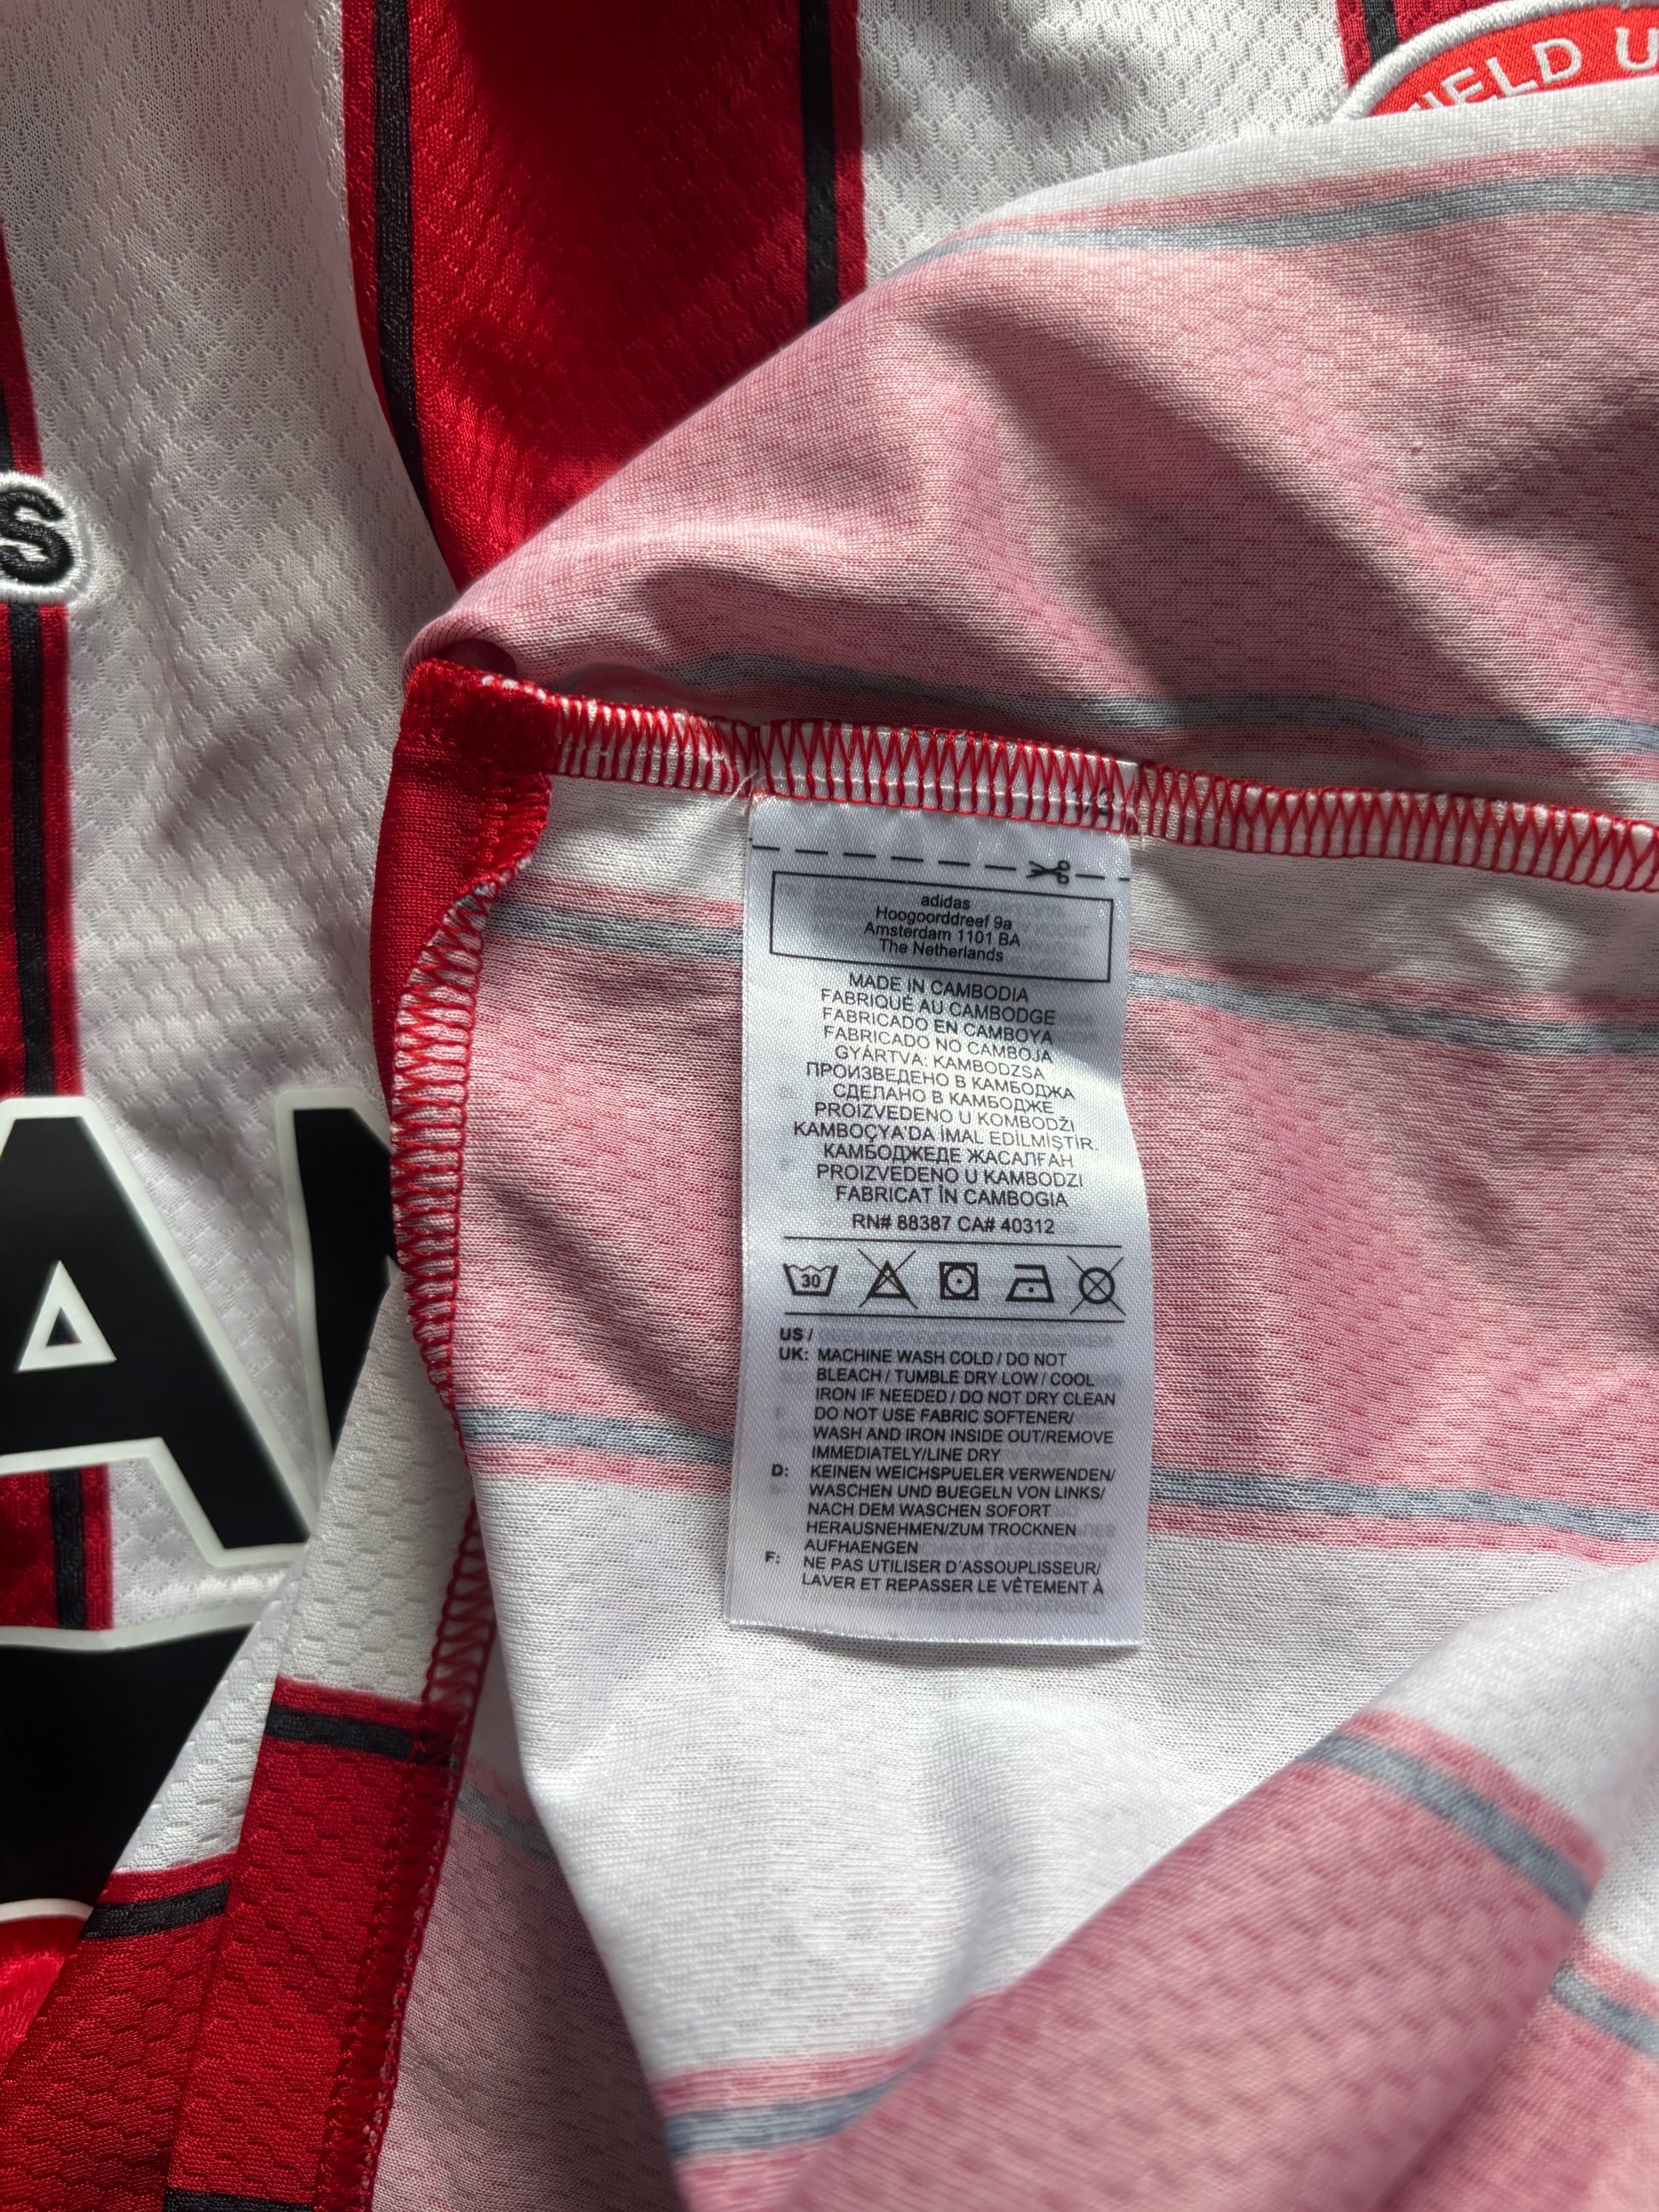 IELD U
S
A
adidas
Hoogoorddreef 9a
Amsterdam 1101 BA
The Netherlands
MADE IN CAMBODIA
FABRIQUÉ AU CAMBODGE
FABRICADO EN CAMBOYA
FABRICADO NO CAMBOJA
GYÁRTVA: KAMBODZSA
ПРОИЗВЕДЕНО В КАМБОДЖА
СДЕЛАНО В КАМБОДЖЕ
PROIZVEDENO U KOMBODŽI
KAMBOÇYA'DA İMAL EDİLMİŞTİR.
КАМБОДЖЕДЕ ЖАСАЛҒАН
PROIZVEDENO U KAMBODZI
FABRICAT ÎN CAMBOGIA
RN# 88387 CA# 40312
30
US /
UK: MACHINE WASH COLD / DO NOT
BLEACH / TUMBLE DRY LOW / COOL
IRON IF NEEDED / DO NOT DRY CLEAN
DO NOT USE FABRIC SOFTENER/
WASH AND IRON INSIDE OUT/REMOVE
IMMEDIATELY/LINE DRY
D: KEINEN WEICHSPUELER VERWENDEN/
WASCHEN UND BUEGELN VON LINKS/
NACH DEM WASCHEN SOFORT
HERAUSNEHMEN/ZUM TROCKNEN
AUFHAENGEN
F: NE PAS UTILISER D´ASSOUPLISSEUR/
LAVER ET REPASSER LE VÊTEMENT À